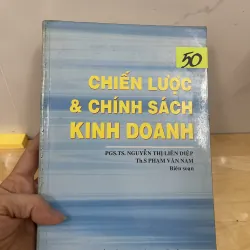 50
CHIẾN LƯỢC
& CHÍNH SÁCH
KINH DOANH
PGS.TS. NGUYỄN THỊ LIÊN DIỆP
Th.S PHẠM VĂN NAM
Biên soạn